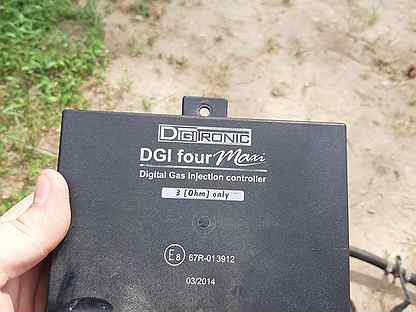 DIGITRONIC
DGI four Maxi
Digital Gas Injection controller
3 [Ohm] only
E8 67R-013912
03/2014